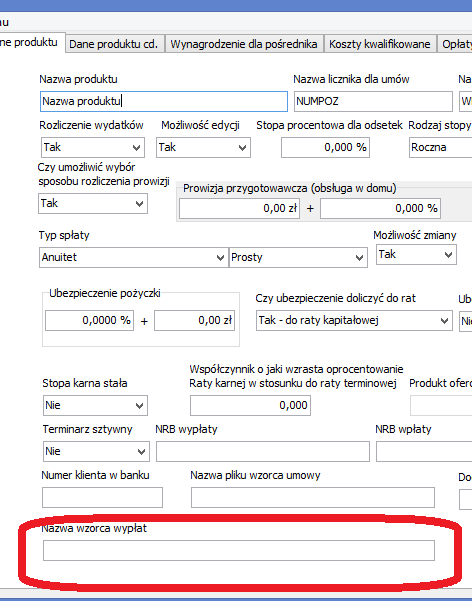 nu
ne produktu Dane produktu cd. Wynagrodzenie dla pośrednika Koszty kwalifikowane Opłaty
Nazwa produktu Nazwa licznika dla umów Na
Nazwa produktu NUMPOZ
Rozliczenie wydatków Możliwość edycji Stopa procentowa dla odsetek Rodzaj stopy
Tak Tak 0,000 % Roczna
Czy umożliwić wybór
sposobu rozliczenia prowizji Prowizja przygotowawcza (obsługa w domu)
Tak 0,00 zł + 0,000 %
Typ spłaty Możliwość zmiany
Anuitet Prosty Tak
Ubezpieczenie pożyczki Czy ubezpieczenie doliczyć do rat Ub
0,0000 % + 0,00 zł Tak - do raty kapitałowej Nie
Współczynnik o jaki wzrasta oprocentowanie
Stopa karna stała Raty karnej w stosunku do raty terminowej Produkt ofero
Nie 0,000
Terminarz sztywny NRB wypłaty NRB wpłaty
Nie
Numer klienta w banku Nazwa pliku wzorca umowy Do
Nazwa wzorca wypłat